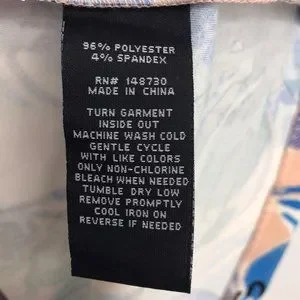 96% POLYESTER
4% SPANDEX
RN# 148730
MADE IN CHINA
TURN GARMENT
INSIDE OUT
MACHINE WASH COLD
GENTLE CYCLE
WITH LIKE COLORS
ONLY NON-CHLORINE
BLEACH WHEN NEEDED
TUMBLE DRY LOW
REMOVE PROMPTLY
COOL IRON ON
REVERSE IF NEEDED